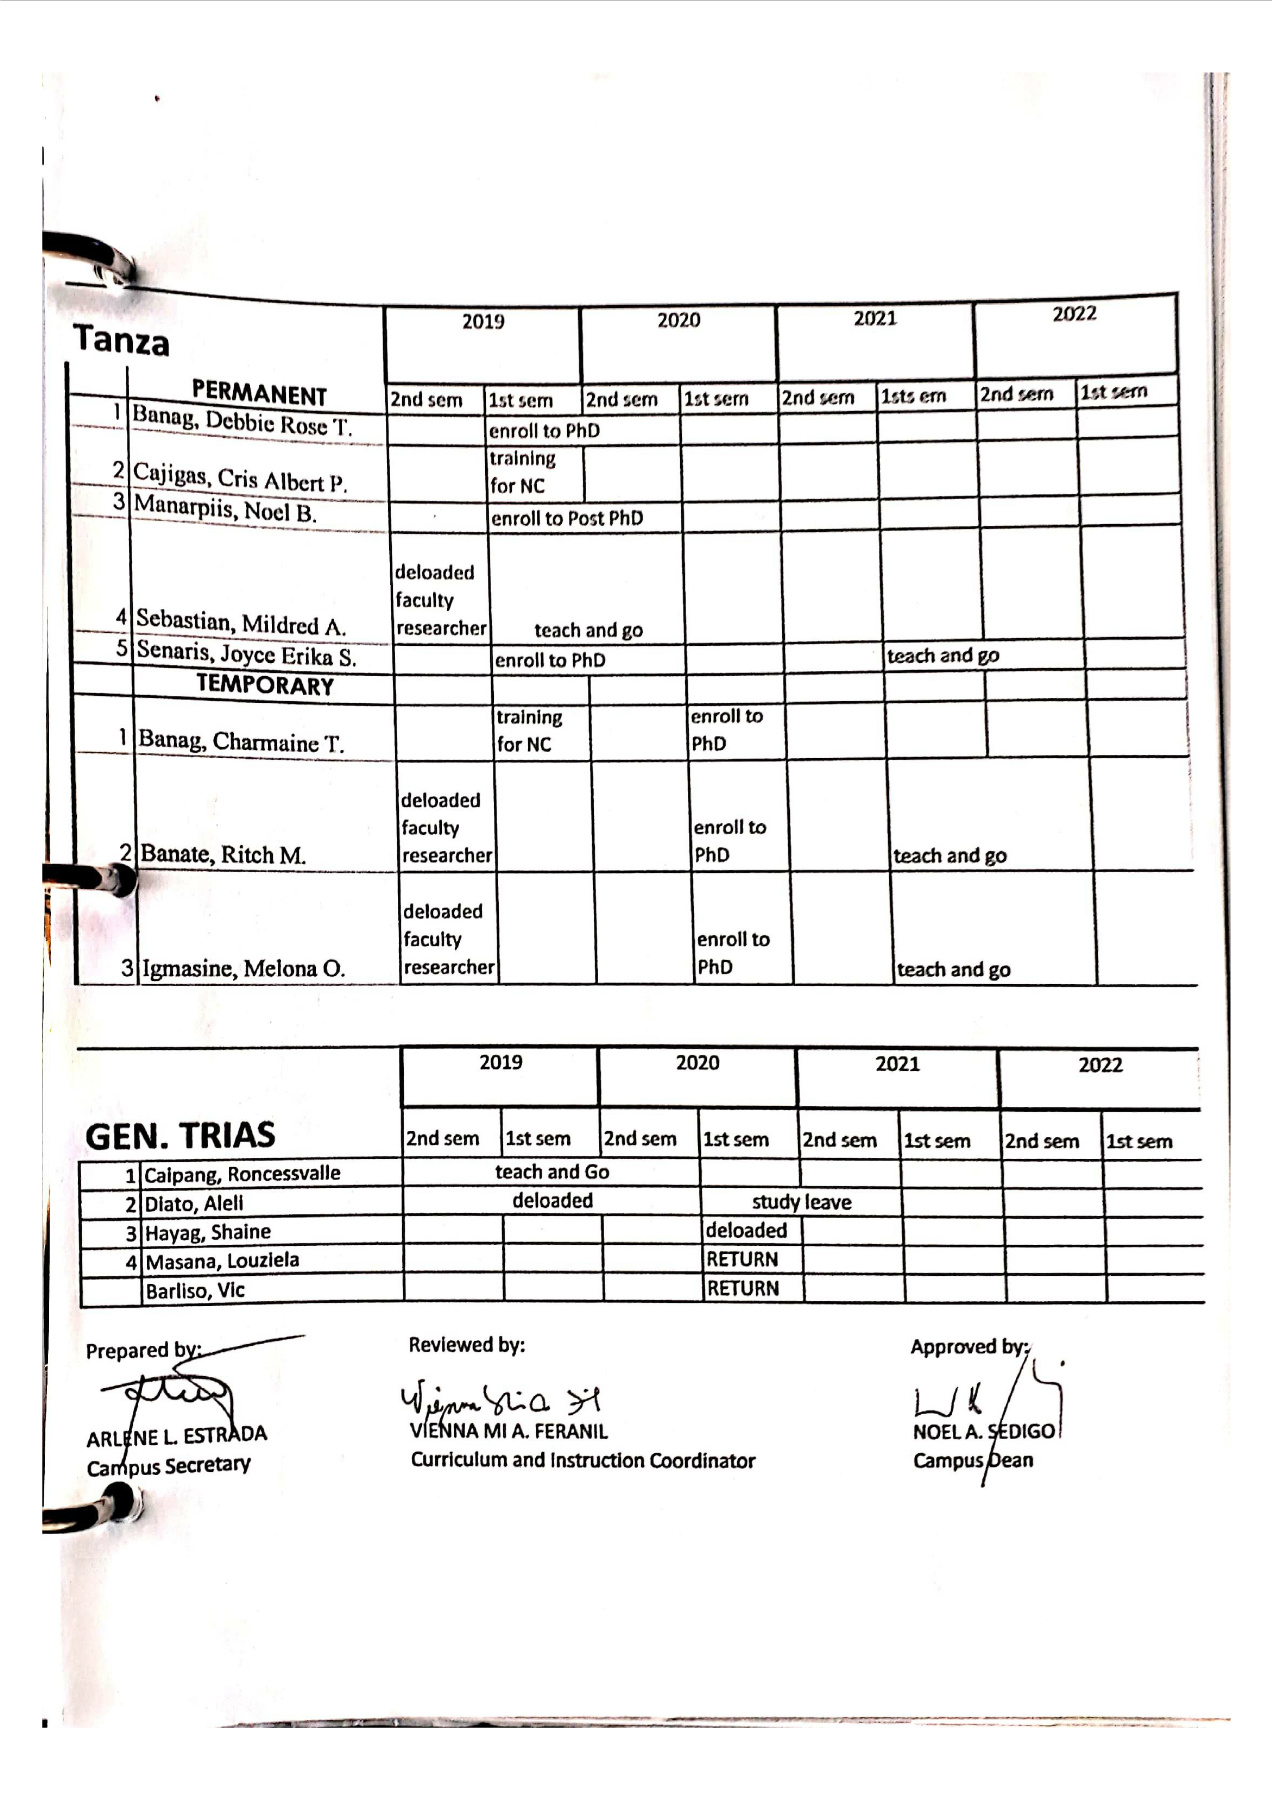 Tanza
2019 2020 2021 2022
PERMANENT 2nd sem 1st sem 2nd sem 1st sem 2nd sem 1sts em 2nd sem 1st sem
1 Banag, Debbie Rose T. enroll to PhD
2 Cajigas, Cris Albert P. training for NC
3 Manarpiis, Noel B. enroll to Post PhD
4 Sebastian, Mildred A. deloaded faculty researcher teach and go
5 Senaris, Joyce Erika S. enroll to PhD teach and go
TEMPORARY
1 Banag, Charmaine T. training for NC enroll to PhD
2 Banate, Ritch M. deloaded faculty researcher enroll to PhD teach and go
3 Igmasine, Melona O. deloaded faculty researcher enroll to PhD teach and go
2019 2020 2021 2022
GEN. TRIAS 2nd sem 1st sem 2nd sem 1st sem 2nd sem 1st sem 2nd sem 1st sem
1 Caipang, Roncessvalle teach and Go
2 Diato, Aleli deloaded study leave
3 Hayag, Shaine deloaded
4 Masana, Louziela RETURN
Barliso, Vic RETURN
Prepared by: Reviewed by: Approved by:
ARLENE L. ESTRADA VIENNA MI A. FERANIL NOEL A. SEDIGO
Campus Secretary Curriculum and Instruction Coordinator Campus Dean